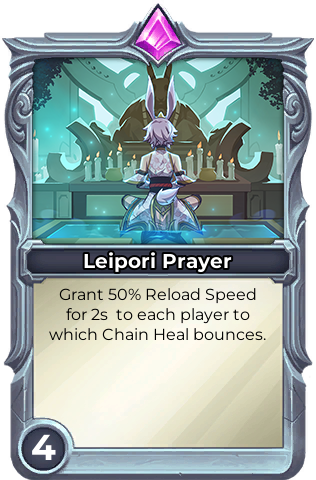 Leipori Prayer
Grant 50% Reload Speed
for 2s to each player to
which Chain Heal bounces.
4